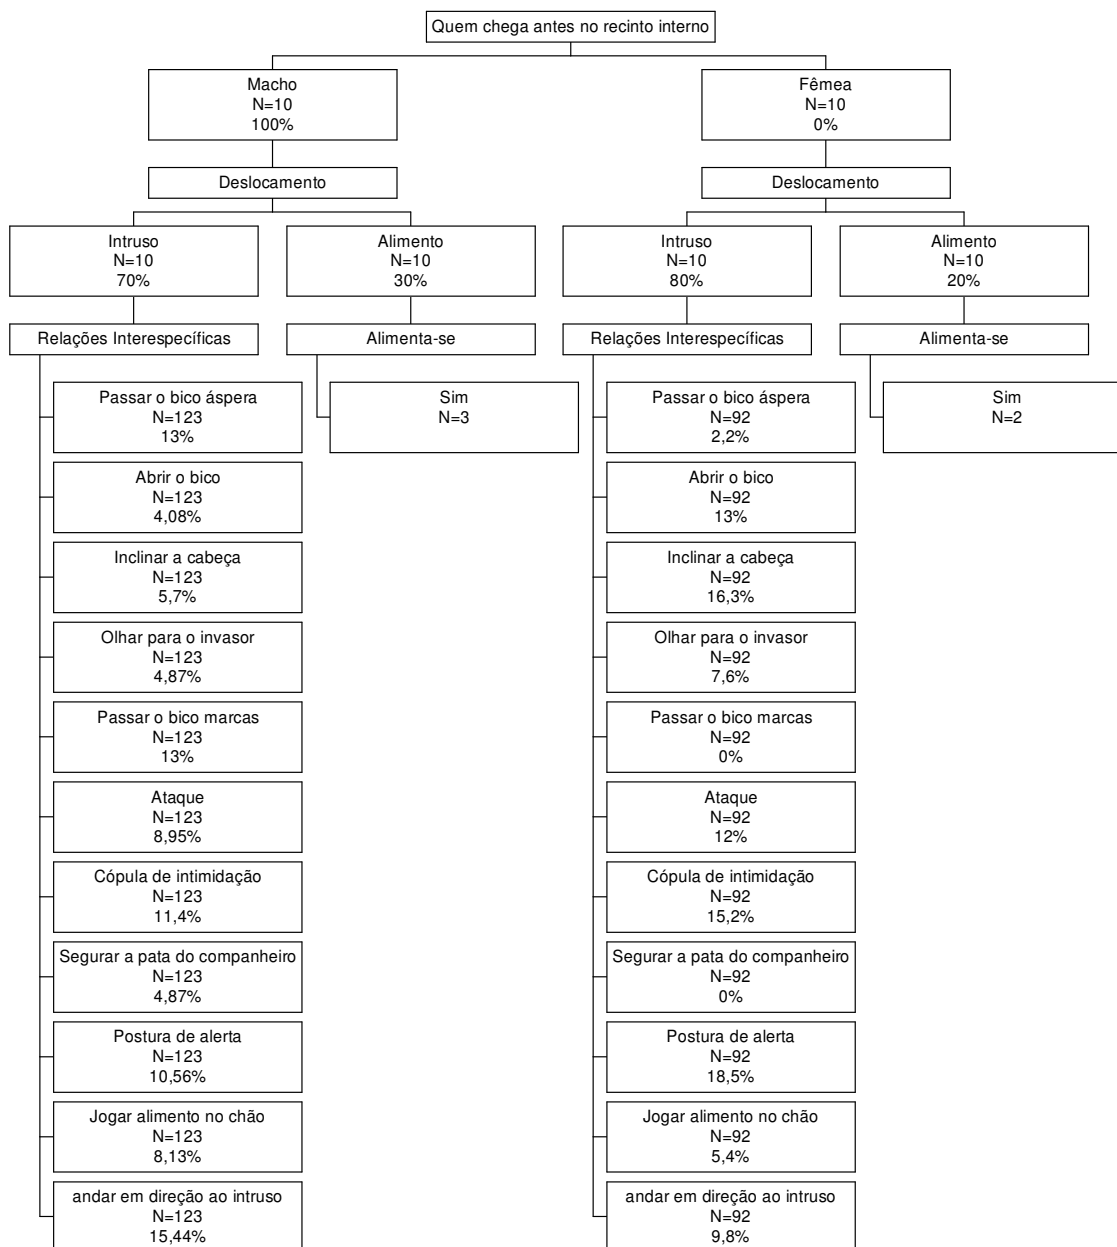 Quem chega antes no recinto interno
Macho
N=10
100%
Fêmea
N=10
0%
Deslocamento
Deslocamento
Intruso
N=10
70%
Alimento
N=10
30%
Intruso
N=10
80%
Alimento
N=10
20%
Relações Interespecíficas
Alimenta-se
Relações Interespecíficas
Alimenta-se
Passar o bico áspera
N=123
13%
Sim
N=3
Passar o bico áspera
N=92
2,2%
Sim
N=2
Abrir o bico
N=123
4,08%
Abrir o bico
N=92
13%
Inclinar a cabeça
N=123
5,7%
Inclinar a cabeça
N=92
16,3%
Olhar para o invasor
N=123
4,87%
Olhar para o invasor
N=92
7,6%
Passar o bico marcas
N=123
13%
Passar o bico marcas
N=92
0%
Ataque
N=123
8,95%
Ataque
N=92
12%
Cópula de intimidação
N=123
11,4%
Cópula de intimidação
N=92
15,2%
Segurar a pata do companheiro
N=123
4,87%
Segurar a pata do companheiro
N=92
0%
Postura de alerta
N=123
10,56%
Postura de alerta
N=92
18,5%
Jogar alimento no chão
N=123
8,13%
Jogar alimento no chão
N=92
5,4%
andar em direção ao intruso
N=123
15,44%
andar em direção ao intruso
N=92
9,8%